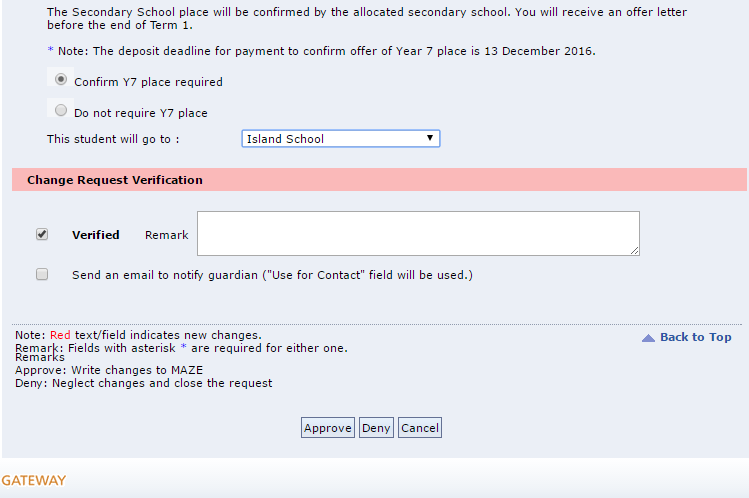 The Secondary School place will be confirmed by the allocated secondary school. You will receive an offer letter
before the end of Term 1.
* Note: The deposit deadline for payment to confirm offer of Year 7 place is 13 December 2016.
Confirm Y7 place required
Do not require Y7 place
This student will go to : Island School
Change Request Verification
Verified Remark
Send an email to notify guardian ("Use for Contact" field will be used.)
Note: Red text/field indicates new changes.
Back to Top
Remark: Fields with asterisk * are required for either one.
Remarks
Approve: Write changes to MAZE
Deny: Neglect changes and close the request
Approve Deny Cancel
GATEWAY